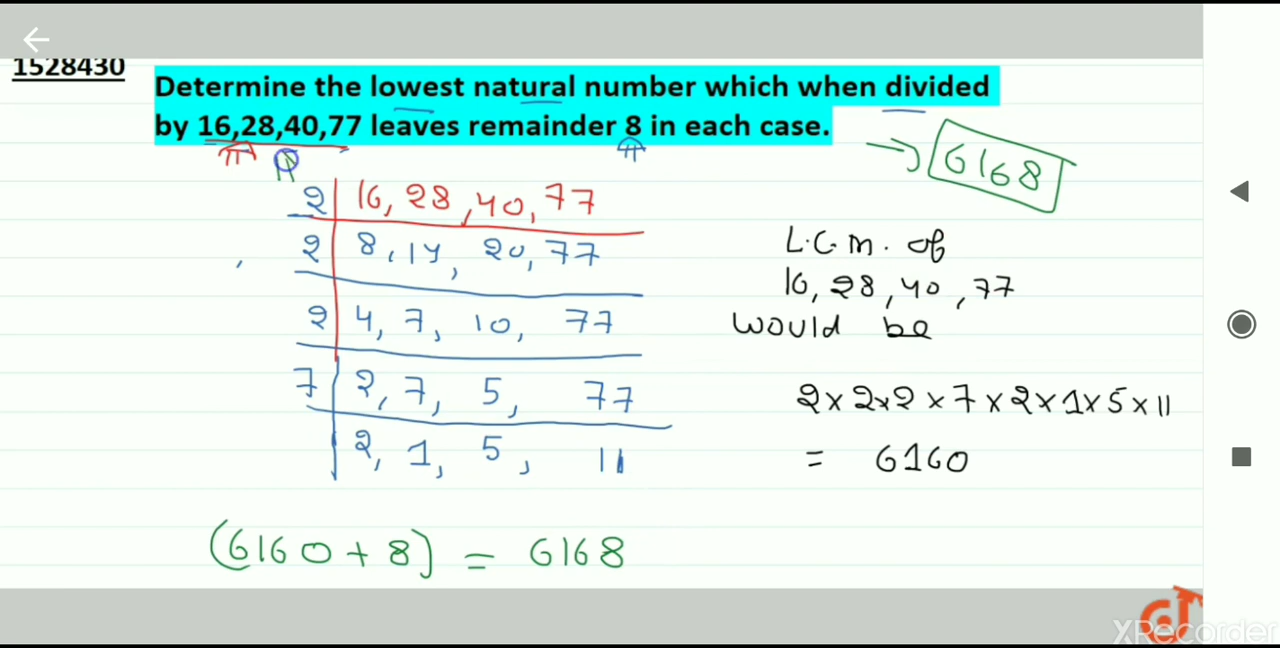 1528430
Determine the lowest natural number which when divided
by 16,28,40,77 leaves remainder 8 in each case.
→ 6168
2 | 16, 28, 40, 77
2 | 8, 14, 20, 77
2 | 4, 7, 10, 77
7 | 2, 7, 5, 77
2, 1, 5, 11
L.C.M. of
16, 28, 40, 77
would be
2×2×2×7×2×1×5×11
= 6160
(6160+8) = 6168
XRecorder